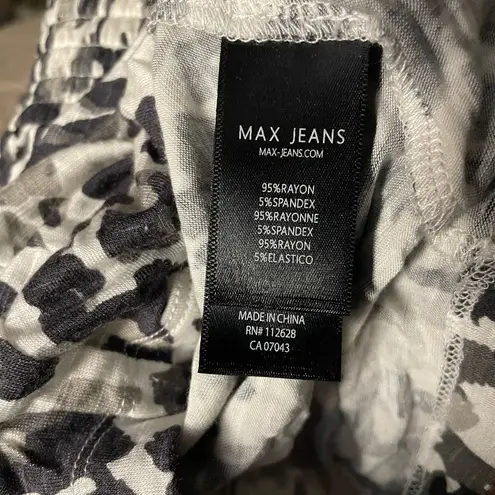 MAX JEANS
MAX-JEANS.COM
95%RAYON
5%SPANDEX
95%RAYONNE
5%SPANDEX
95%RAYON
5%ELASTICO
MADE IN CHINA
RN# 112628
CA 07043